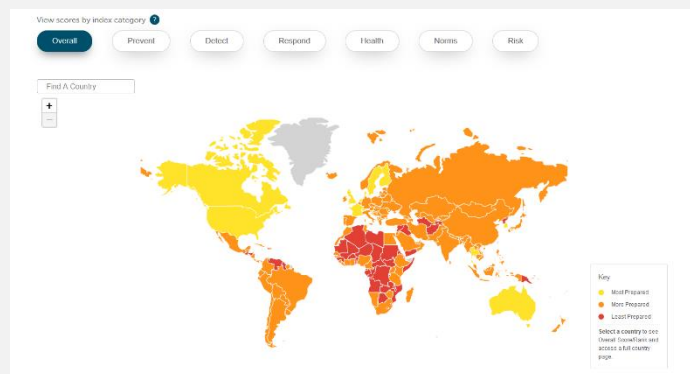 View scores by index category ?
Overall Prevent Detect Respond Health Norms Risk
Find A Country
+
−
Key
Most Prepared
More Prepared
Least Prepared
Select a country to see
Overall Score/Rank and
access a full country
page.